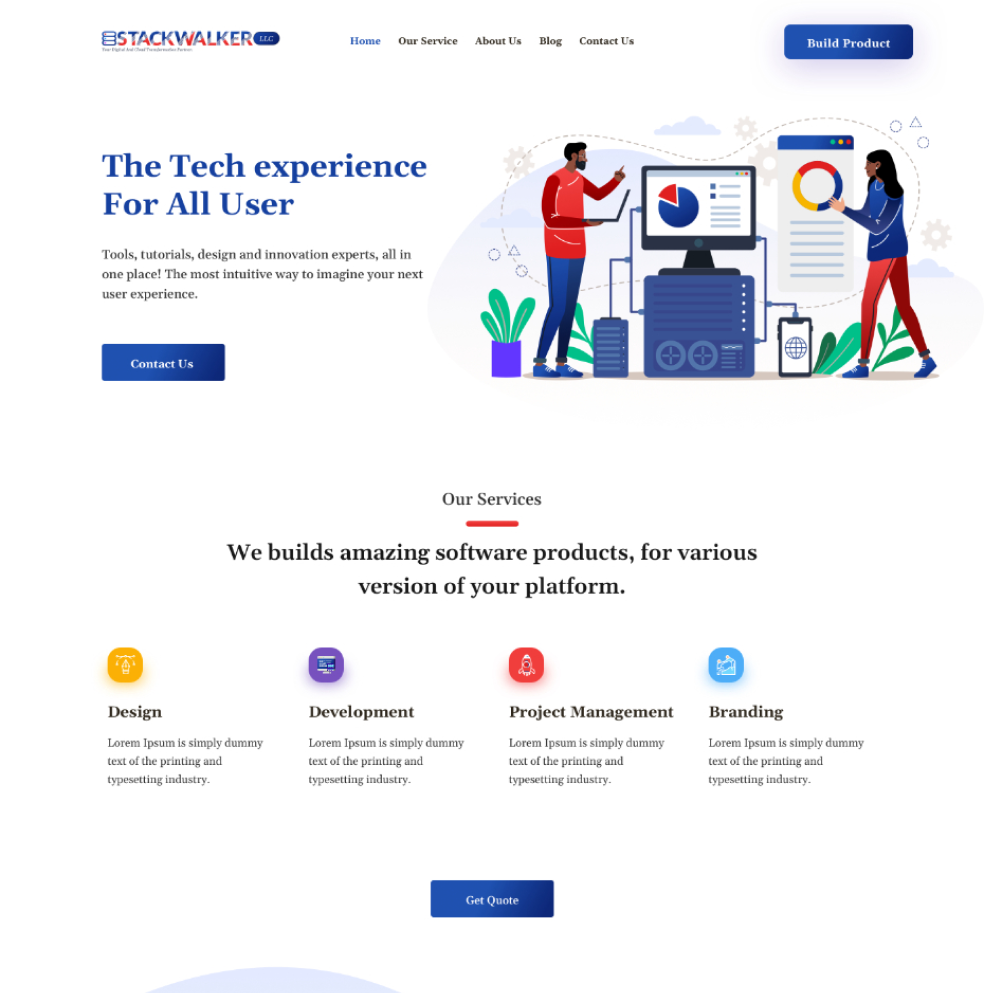 STACKWALKER LLC
Your Digital And Cloud Transformation Partner
Home Our Service About Us Blog Contact Us
Build Product
The Tech experience
For All User
Tools, tutorials, design and innovation experts, all in
one place! The most intuitive way to imagine your next
user experience.
Contact Us
Our Services
We builds amazing software products, for various
version of your platform.
Design
Lorem Ipsum is simply dummy
text of the printing and
typesetting industry.
Development
Lorem Ipsum is simply dummy
text of the printing and
typesetting industry.
Project Management
Lorem Ipsum is simply dummy
text of the printing and
typesetting industry.
Branding
Lorem Ipsum is simply dummy
text of the printing and
typesetting industry.
Get Quote